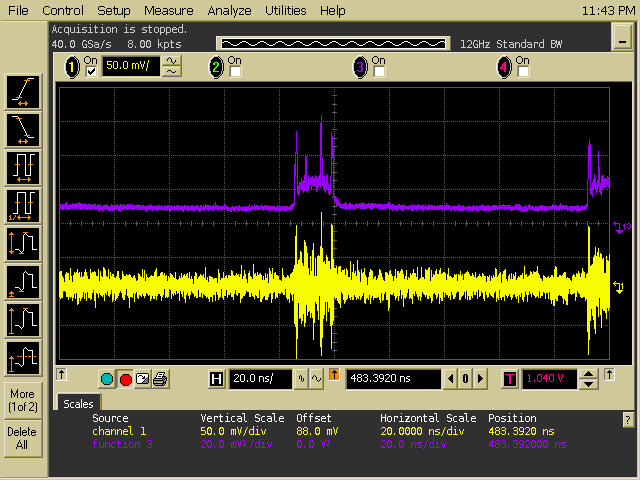 File Control Setup Measure Analyze Utilities Help 11:43 PM
Acquisition is stopped.
40.0 GSa/s 8.00 kpts
12GHz Standard BW
1 On 50.0 mV/ 2 On 3 On 4 On
H 20.0 ns/ 483.3920 ns 0 T 1.040 V
More
(1of 2)
Delete
All
Scales
?
Source Vertical Scale Offset Horizontal Scale Position
channel 1 50.0 mV/div 88.0 mV 20.0000 ns/div 483.3920 ns
function 3 20.0 mV²/div 0.0 V² 20.0 ns/div 483.392000 ns